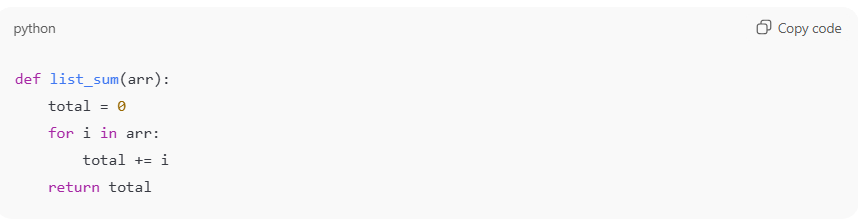 python
Copy code
def list_sum(arr):
    total = 0
    for i in arr:
        total += i
    return total